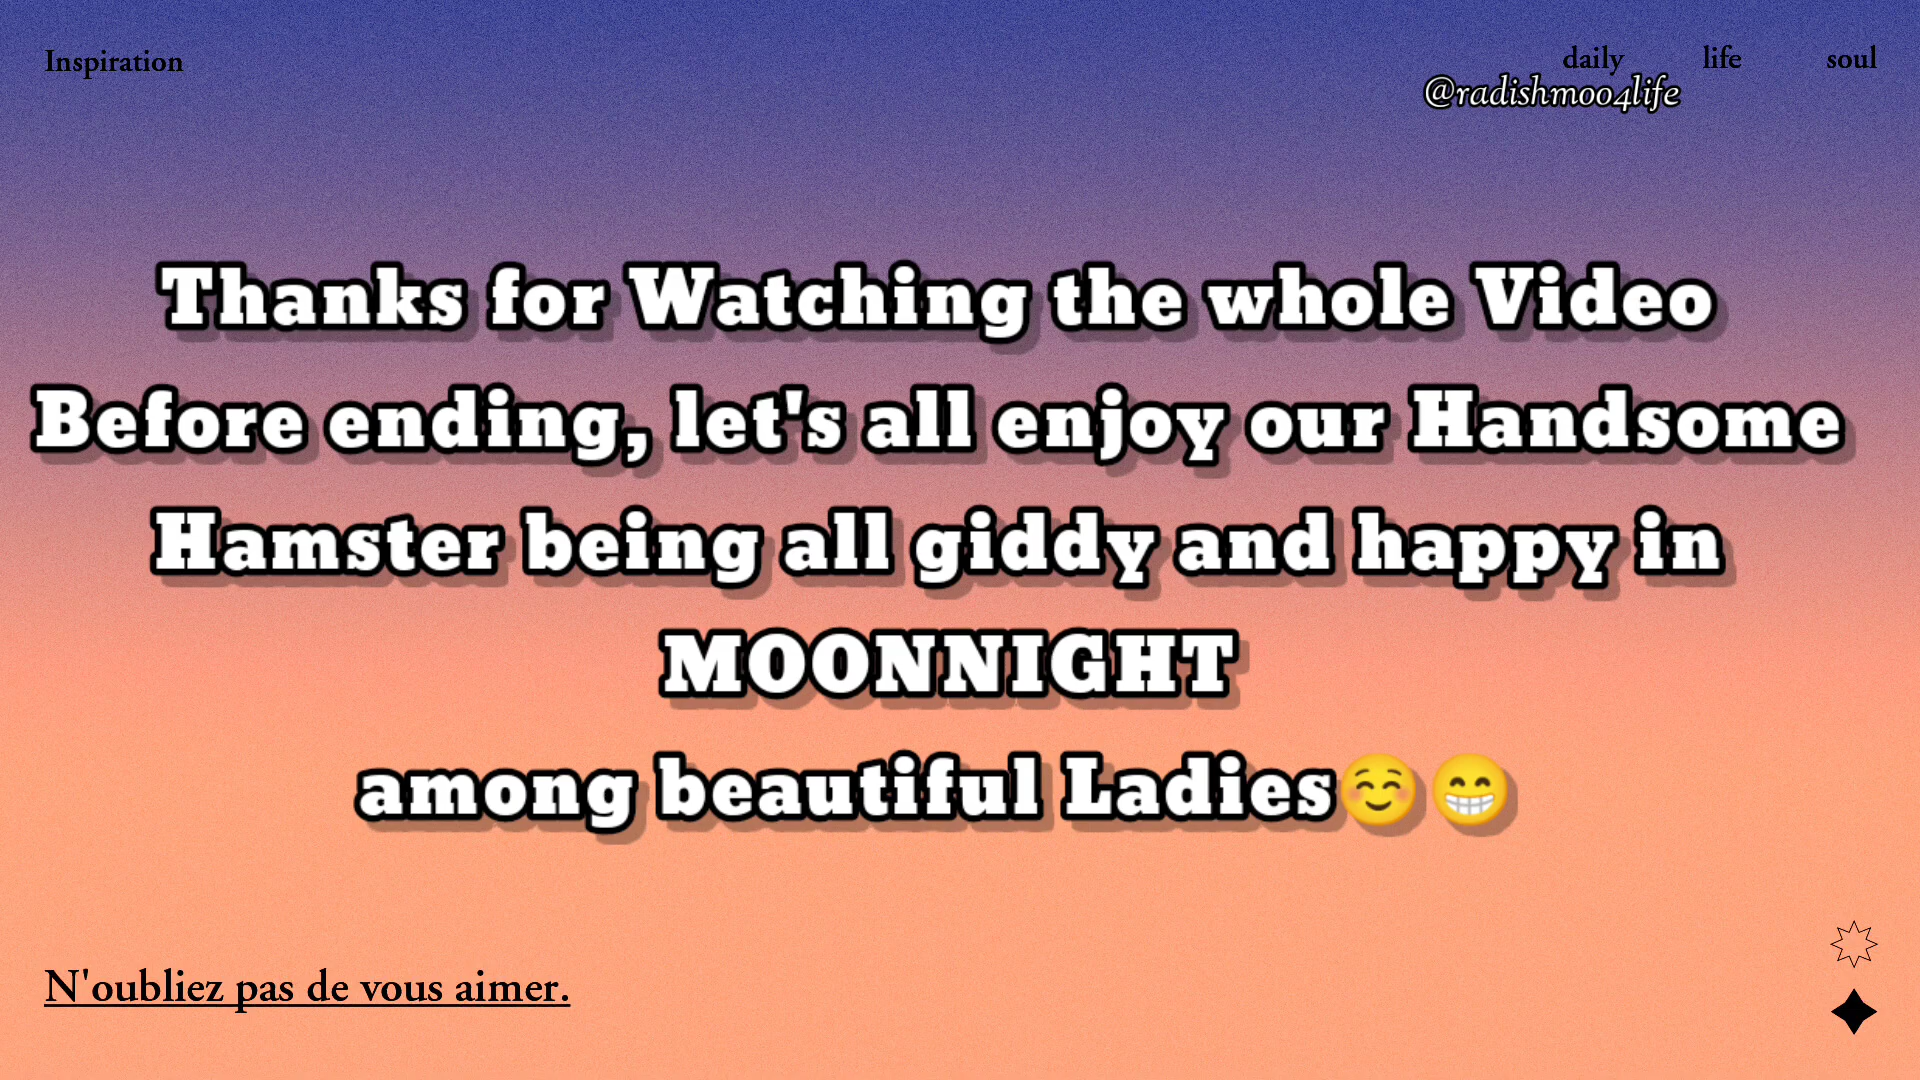 Inspiration
daily life soul
@radishmoo4life
Thanks for Watching the whole Video
Before ending, let's all enjoy our Handsome
Hamster being all giddy and happy in
MOONNIGHT
among beautiful Ladies☺️😁
N'oubliez pas de vous aimer.